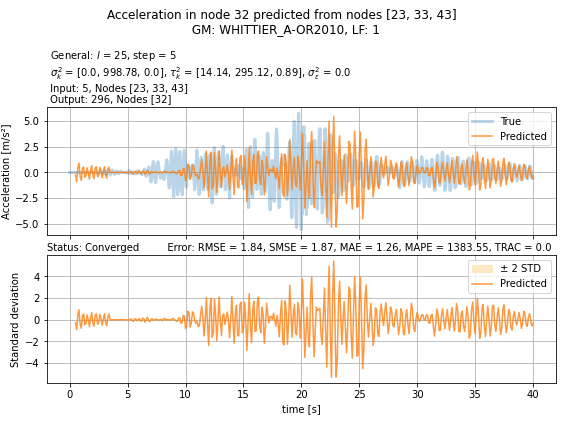 Acceleration in node 32 predicted from nodes [23, 33, 43]
GM: WHITTIER_A-OR2010, LF: 1
General: l = 25, step = 5
σ²ₖ = [0.0, 998.78, 0.0], τ²ₖ = [14.14, 295.12, 0.89], σ²ε = 0.0
Input: 5, Nodes [23, 33, 43]
Output: 296, Nodes [32]
Acceleration [m/s²]
5.0
2.5
0.0
−2.5
−5.0
True
Predicted
Status: Converged Error: RMSE = 1.84, SMSE = 1.87, MAE = 1.26, MAPE = 1383.55, TRAC = 0.0
Standard deviation
4
2
0
−2
−4
± 2 STD
Predicted
0 5 10 15 20 25 30 35 40
time [s]